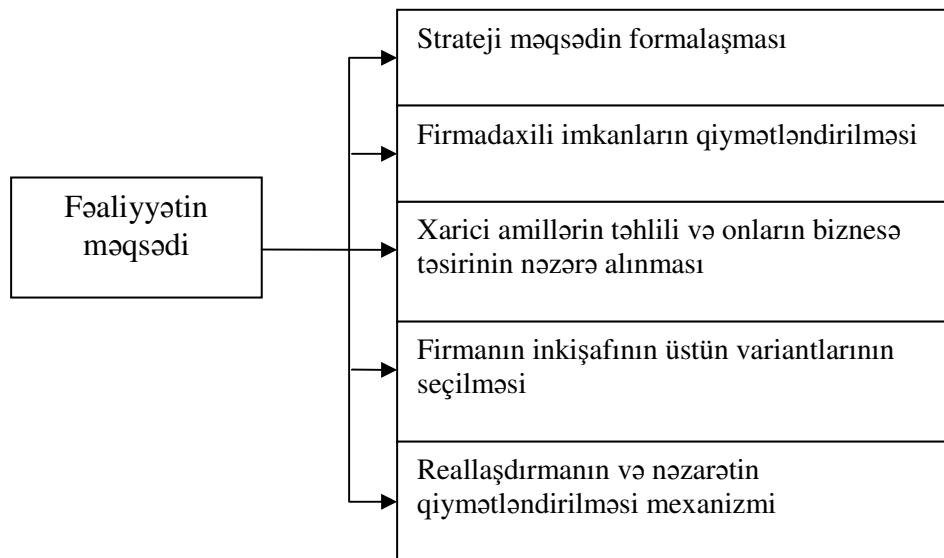 Strateji məqsədin formalaşması
Firmadaxili imkanların qiymətləndirilməsi
Fəaliyyətin
məqsədi
Xarici amillərin təhlili və onların biznesə
təsirinin nəzərə alınması
Firmanın inkişafının üstün variantlarının
seçilməsi
Reallaşdırmanın və nəzarətin
qiymətləndirilməsi mexanizmi